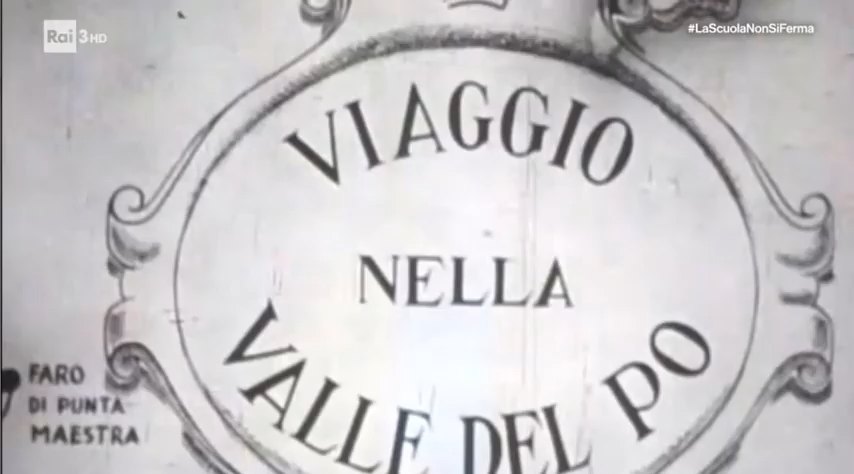 Rai 3HD
#LaScuolaNonSiFerma
VIAGGIO
NELLA
VALLE DEL PO
FARO
DI PUNTA
MAESTRA